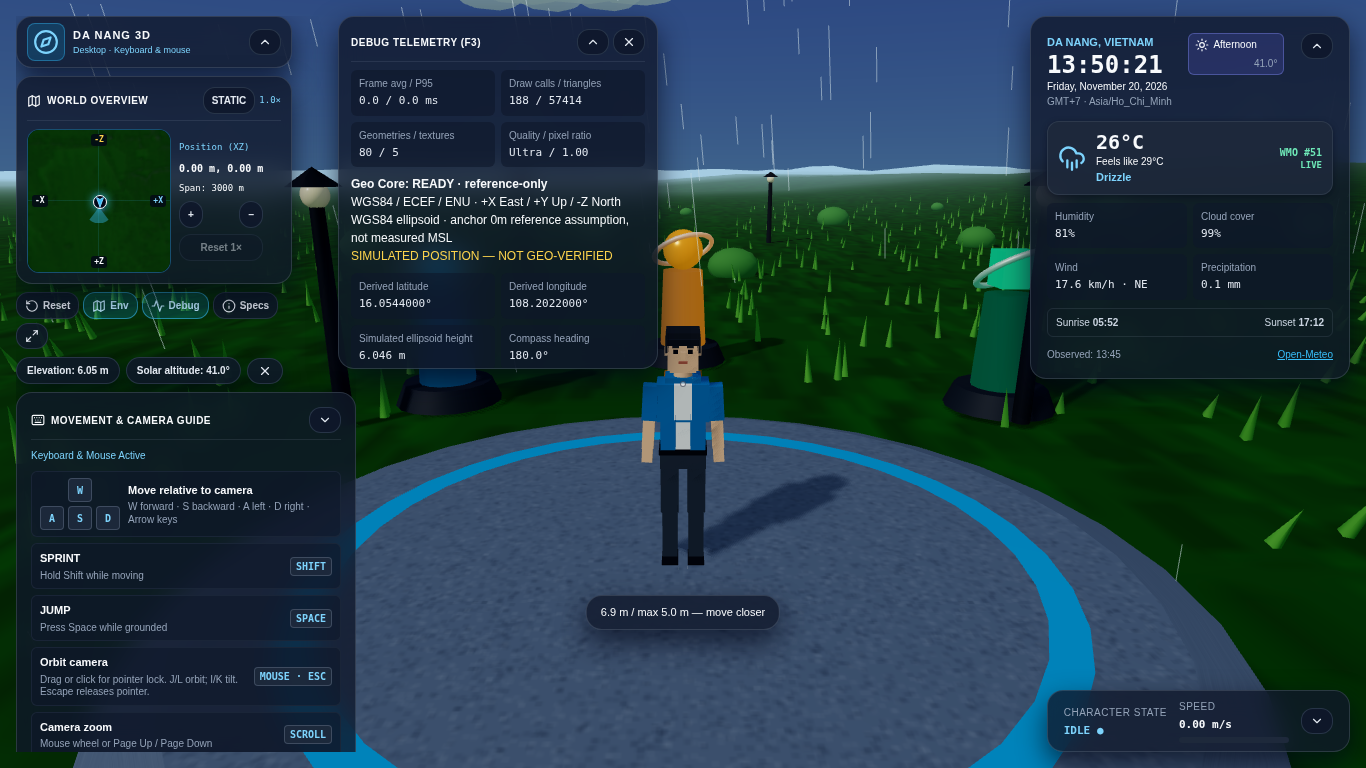 DA NANG 3D
Desktop · Keyboard & mouse
WORLD OVERVIEW
STATIC
1.0×
-Z
-X
+X
+Z
Position (XZ)
0.00 m, 0.00 m
Span: 3000 m
+
−
Reset 1×
Reset
Env
Debug
Specs
Elevation: 6.05 m
Solar altitude: 41.0°
MOVEMENT & CAMERA GUIDE
Keyboard & Mouse Active
W
A S D
Move relative to camera
W forward · S backward · A left · D right ·
Arrow keys
SPRINT
Hold Shift while moving
SHIFT
JUMP
Press Space while grounded
SPACE
Orbit camera
Drag or click for pointer lock. J/L orbit; I/K tilt.
Escape releases pointer.
MOUSE · ESC
Camera zoom
Mouse wheel or Page Up / Page Down
SCROLL
DEBUG TELEMETRY (F3)
Frame avg / P95
0.0 / 0.0 ms
Draw calls / triangles
188 / 57414
Geometries / textures
80 / 5
Quality / pixel ratio
Ultra / 1.00
Geo Core: READY · reference-only
WGS84 / ECEF / ENU · +X East / +Y Up / -Z North
WGS84 ellipsoid · anchor 0m reference assumption,
not measured MSL
SIMULATED POSITION — NOT GEO-VERIFIED
Derived latitude
16.0544000°
Derived longitude
108.2022000°
Simulated ellipsoid height
6.046 m
Compass heading
180.0°
6.9 m / max 5.0 m — move closer
DA NANG, VIETNAM
13:50:21
Friday, November 20, 2026
GMT+7 · Asia/Ho_Chi_Minh
Afternoon
41.0°
26°C
Feels like 29°C
Drizzle
WMO #51
LIVE
Humidity
81%
Cloud cover
99%
Wind
17.6 km/h · NE
Precipitation
0.1 mm
Sunrise 05:52
Sunset 17:12
Observed: 13:45
Open-Meteo
CHARACTER STATE
IDLE
SPEED
0.00 m/s